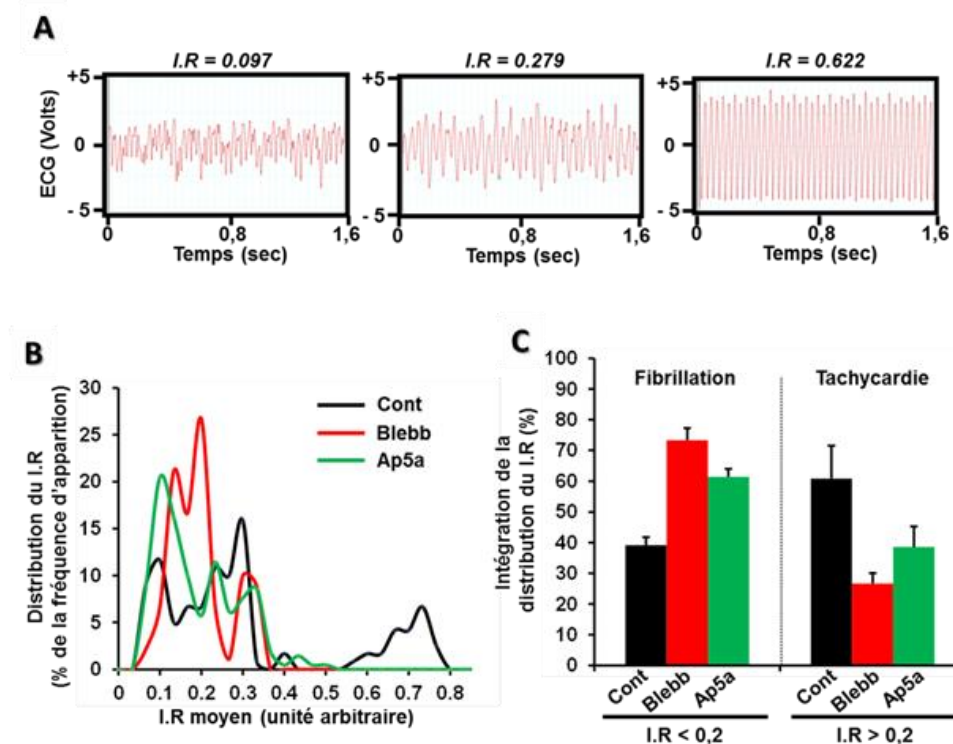 A
I.R = 0.097
I.R = 0.279
I.R = 0.622
ECG (Volts)
+5
0
- 5
0
0,8
1,6
Temps (sec)
+5
0
- 5
0
0,8
1,6
Temps (sec)
+5
0
- 5
0
0,8
1,6
Temps (sec)
B
Distribution du I.R
(% de la fréquence d'apparition)
30
25
20
15
10
5
0
Cont
Blebb
Ap5a
0
0.1
0.2
0.3
0.4
0.5
0.6
0.7
0.8
I.R moyen (unité arbitraire)
C
Intégration de la
distribution du I.R (%)
100
90
80
70
60
50
40
30
20
10
0
Fibrillation
Tachycardie
Cont
Blebb
Ap5a
Cont
Blebb
Ap5a
I.R < 0,2
I.R > 0,2